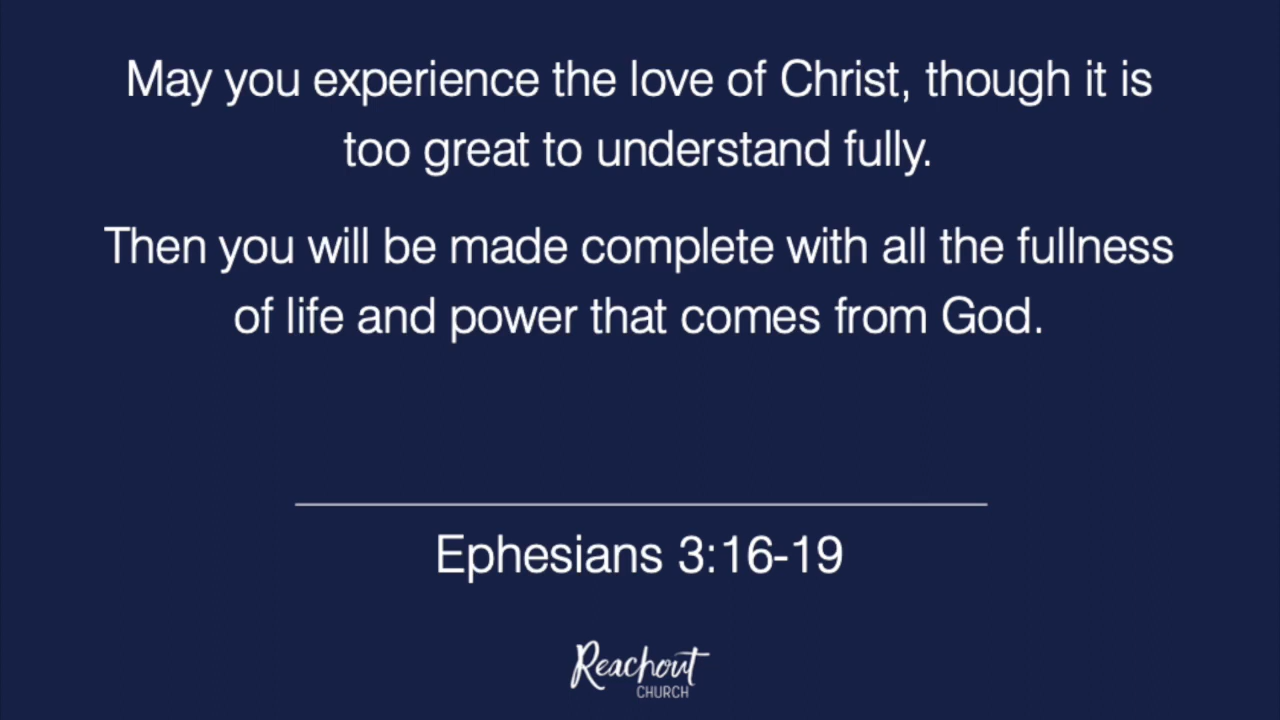 May you experience the love of Christ, though it is
too great to understand fully.
Then you will be made complete with all the fullness
of life and power that comes from God.
Ephesians 3:16-19
Reachout
CHURCH